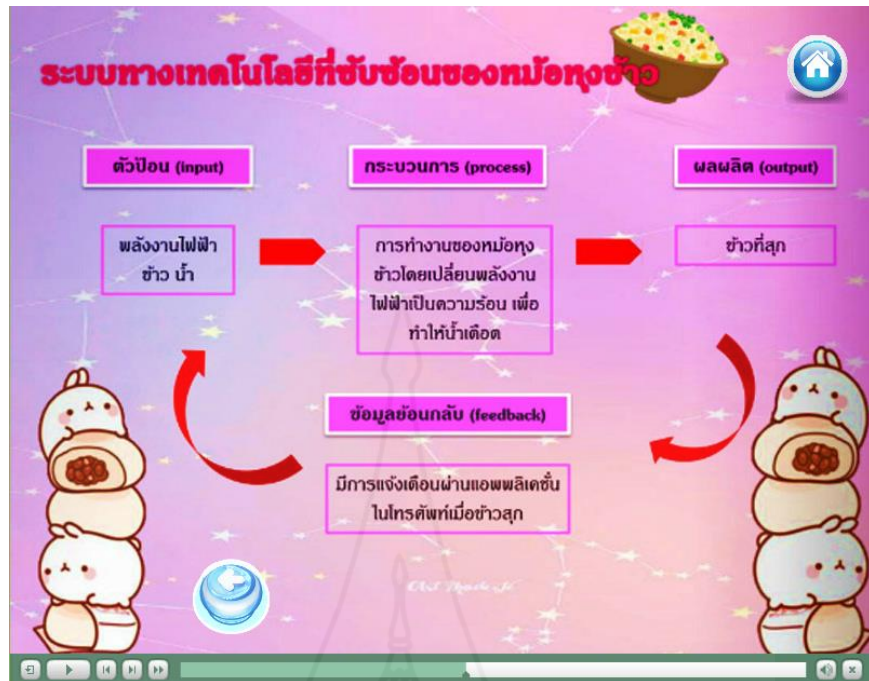 ระบบทางเทคโนโลยีที่ซับซ้อนของหม้อหุงข้าว
ตัวป้อน (input)
กระบวนการ (process)
ผลผลิต (output)
พลังงานไฟฟ้า
ข้าว น้ำ
การทำงานของหม้อหุง
ข้าวโดยเปลี่ยนพลังงาน
ไฟฟ้าเป็นความร้อน เพื่อ
ทำให้น้ำเดือด
ข้าวที่สุก
ข้อมูลย้อนกลับ (feedback)
มีการแจ้งเตือนผ่านแอพพลิเคชั่น
ในโทรศัพท์เมื่อข้าวสุก